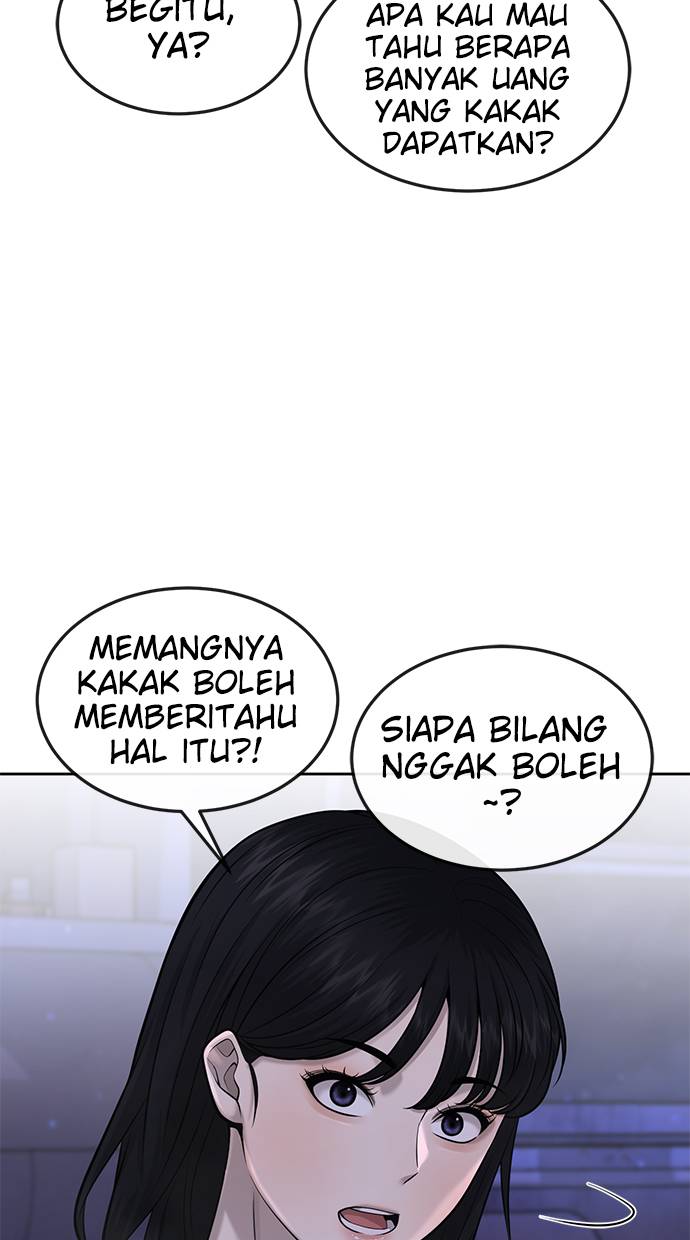 BEGITU,
YA?
APA KAU MAU
TAHU BERAPA
BANYAK UANG
YANG KAKAK
DAPATKAN?
MEMANGNYA
KAKAK BOLEH
MEMBERITAHU
HAL ITU?!
SIAPA BILANG
NGGAK BOLEH
~?